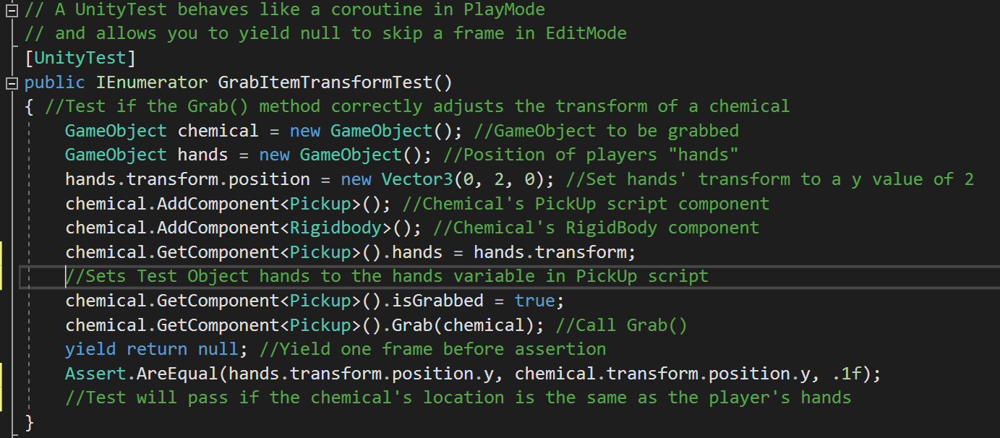 // A UnityTest behaves like a coroutine in PlayMode
// and allows you to yield null to skip a frame in EditMode
[UnityTest]
public IEnumerator GrabItemTransformTest()
{ //Test if the Grab() method correctly adjusts the transform of a chemical
    GameObject chemical = new GameObject(); //GameObject to be grabbed
    GameObject hands = new GameObject(); //Position of players "hands"
    hands.transform.position = new Vector3(0, 2, 0); //Set hands' transform to a y value of 2
    chemical.AddComponent<Pickup>(); //Chemical's PickUp script component
    chemical.AddComponent<Rigidbody>(); //Chemical's RigidBody component
    chemical.GetComponent<Pickup>().hands = hands.transform;
    //Sets Test Object hands to the hands variable in PickUp script
    chemical.GetComponent<Pickup>().isGrabbed = true;
    chemical.GetComponent<Pickup>().Grab(chemical); //Call Grab()
    yield return null; //Yield one frame before assertion
    Assert.AreEqual(hands.transform.position.y, chemical.transform.position.y, .1f);
    //Test will pass if the chemical's location is the same as the player's hands
}